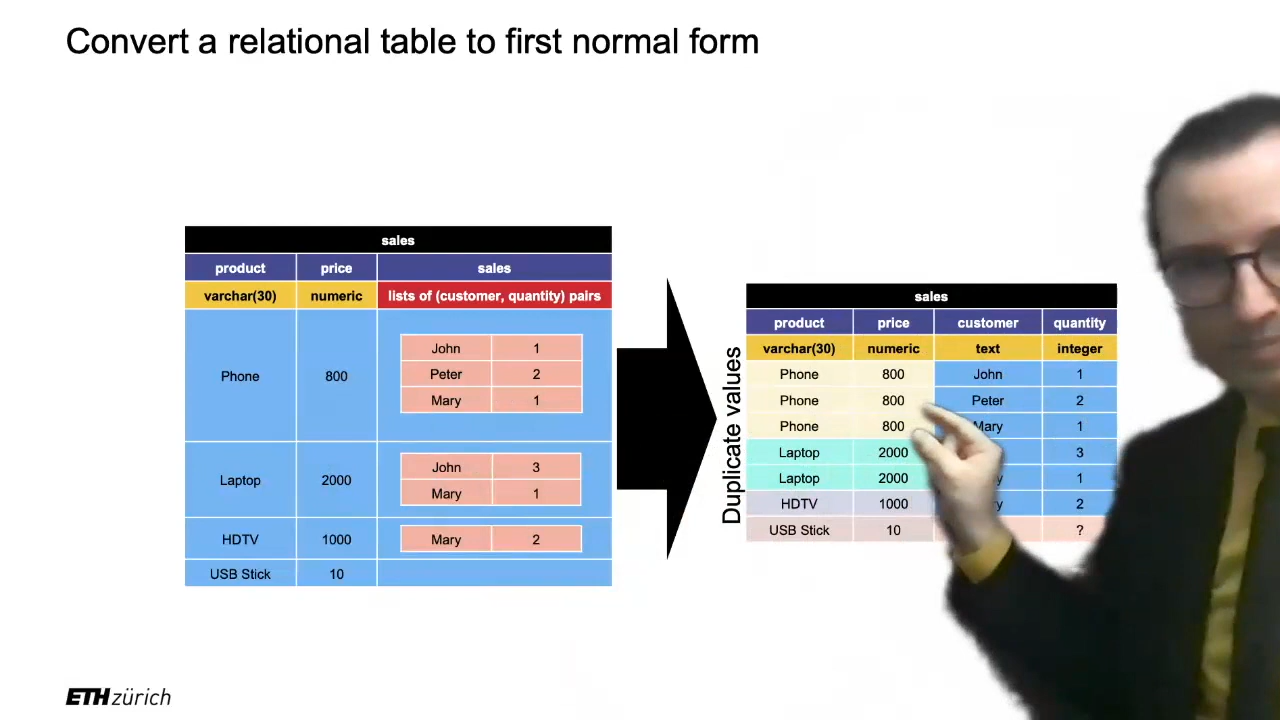 Convert a relational table to first normal form
sales
product price sales
varchar(30) numeric lists of (customer, quantity) pairs
Phone 800
John 1
Peter 2
Mary 1
Laptop 2000
John 3
Mary 1
HDTV 1000
Mary 2
USB Stick 10
Duplicate values
sales
product price customer quantity
varchar(30) numeric text integer
Phone 800 John 1
Phone 800 Peter 2
Phone 800 Mary 1
Laptop 2000 3
Laptop 2000 1
HDTV 1000 2
USB Stick 10 ?
ETH zürich